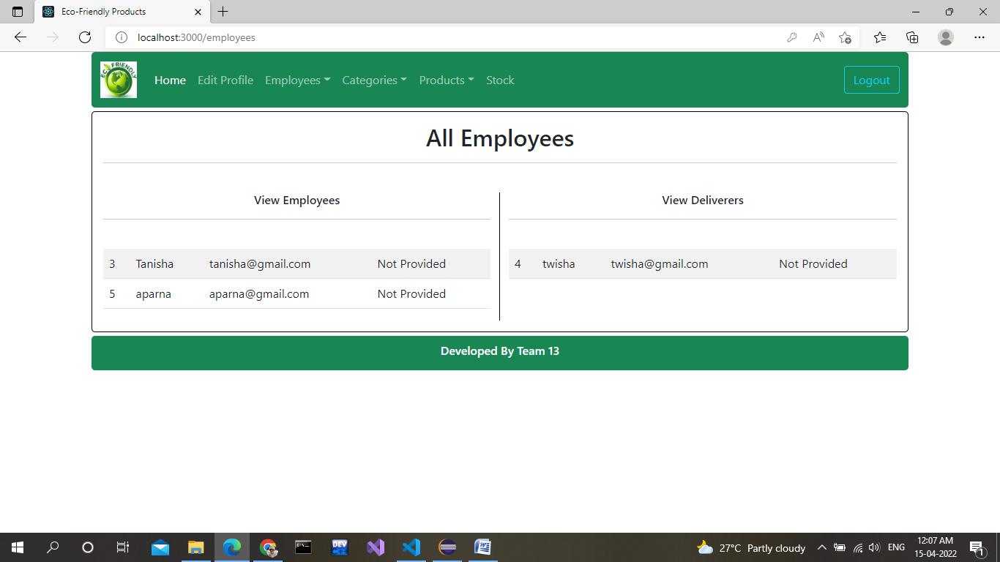 Eco-Friendly Products
localhost:3000/employees
ECO FRIENDLY
Home Edit Profile Employees Categories Products Stock Logout
All Employees
View Employees
3 Tanisha tanisha@gmail.com Not Provided
5 aparna aparna@gmail.com Not Provided
View Deliverers
4 twisha twisha@gmail.com Not Provided
Developed By Team 13
DEV
27°C Partly cloudy ENG 12:07 AM
15-04-2022
1